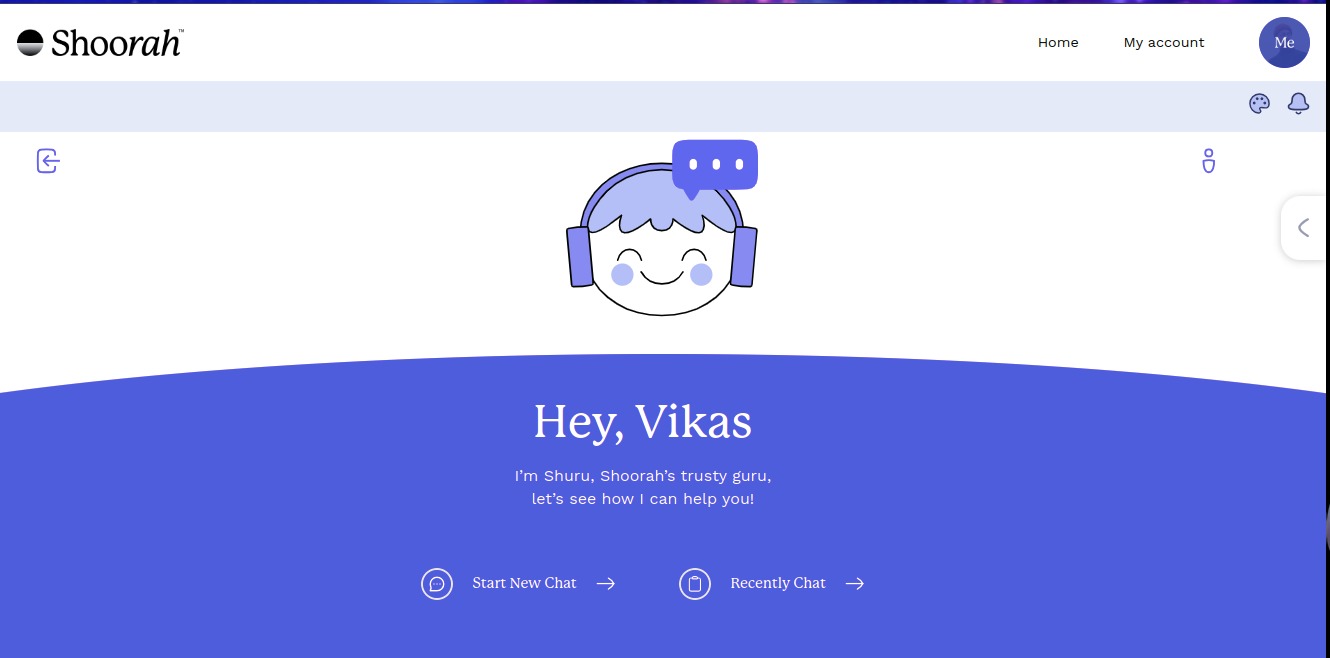 Shoorah™
Home
My account
Me
Hey, Vikas
I’m Shuru, Shoorah’s trusty guru,
let’s see how I can help you!
Start New Chat
Recently Chat